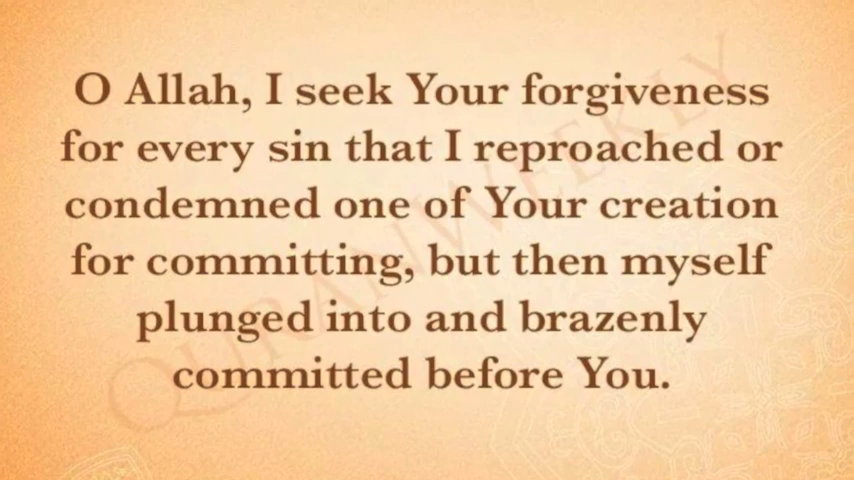 O Allah, I seek Your forgiveness
for every sin that I reproached or
condemned one of Your creation
for committing, but then myself
plunged into and brazenly
committed before You.
QURANWEEKLY